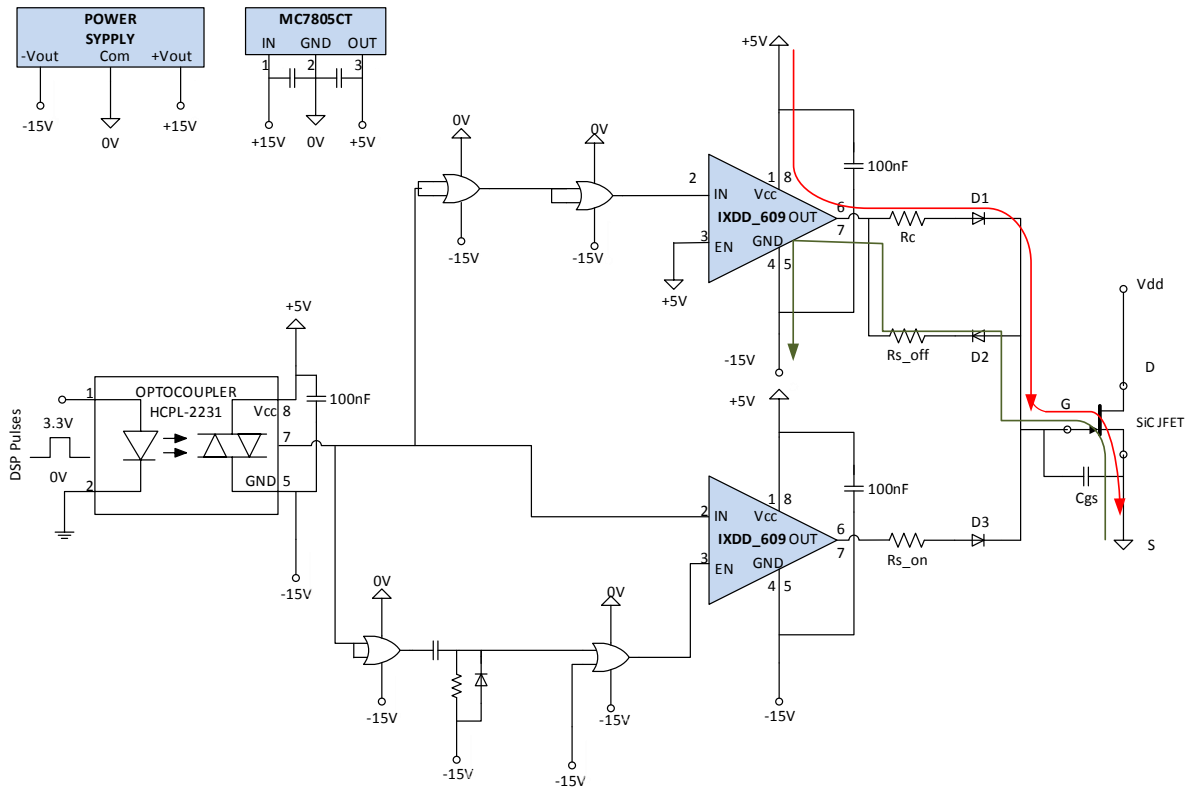 POWER
SYPPLY
-Vout Com +Vout
-15V
0V
+15V
MC7805CT
IN GND OUT
1 2 3
+15V 0V +5V
0V
-15V
0V
-15V
+5V
100nF
1 8
Vcc
2
IN
IXDD_609 OUT
6
7
GND
3
EN
4 5
+5V
-15V
Rc
D1
Rs_off
D2
Vdd
D
G
SiC JFET
Cgs
S
+5V
OPTOCOUPLER
HCPL-2231
100nF
1
Vcc 8
7
GND 5
2
DSP Pulses
3.3V
0V
-15V
+5V
100nF
1 8
Vcc
2 IN
IXDD_609 OUT
6
7
GND
3
EN
4 5
-15V
Rs_on
D3
0V
-15V
-15V
0V
-15V
-15V